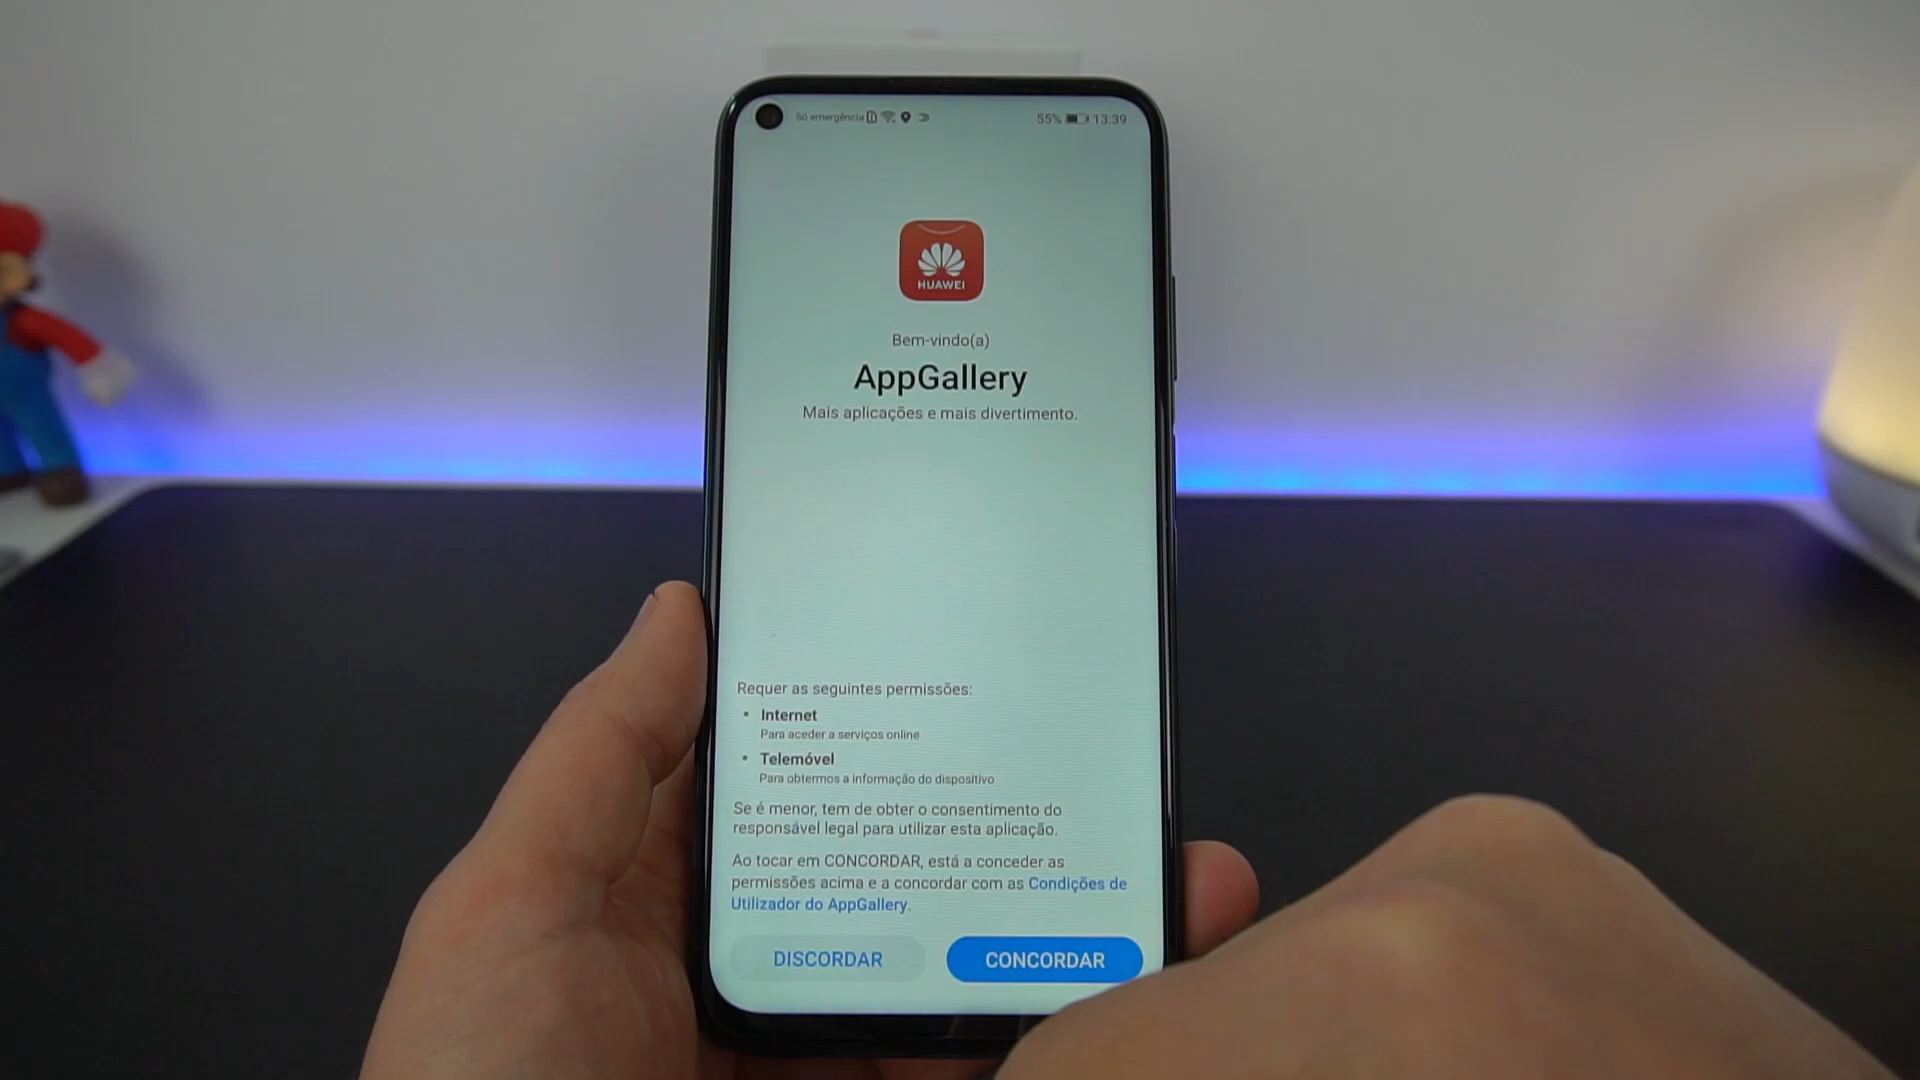 Só emergência
55% 13:39
HUAWEI
Bem-vindo(a)
AppGallery
Mais aplicações e mais divertimento.
Requer as seguintes permissões:
• Internet
Para aceder a serviços online
• Telemóvel
Para obtermos a informação do dispositivo
Se é menor, tem de obter o consentimento do
responsável legal para utilizar esta aplicação.
Ao tocar em CONCORDAR, está a conceder as
permissões acima e a concordar com as Condições de
Utilizador do AppGallery.
DISCORDAR CONCORDAR